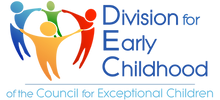 Division for
Early
Childhood
of the Council for Exceptional Children